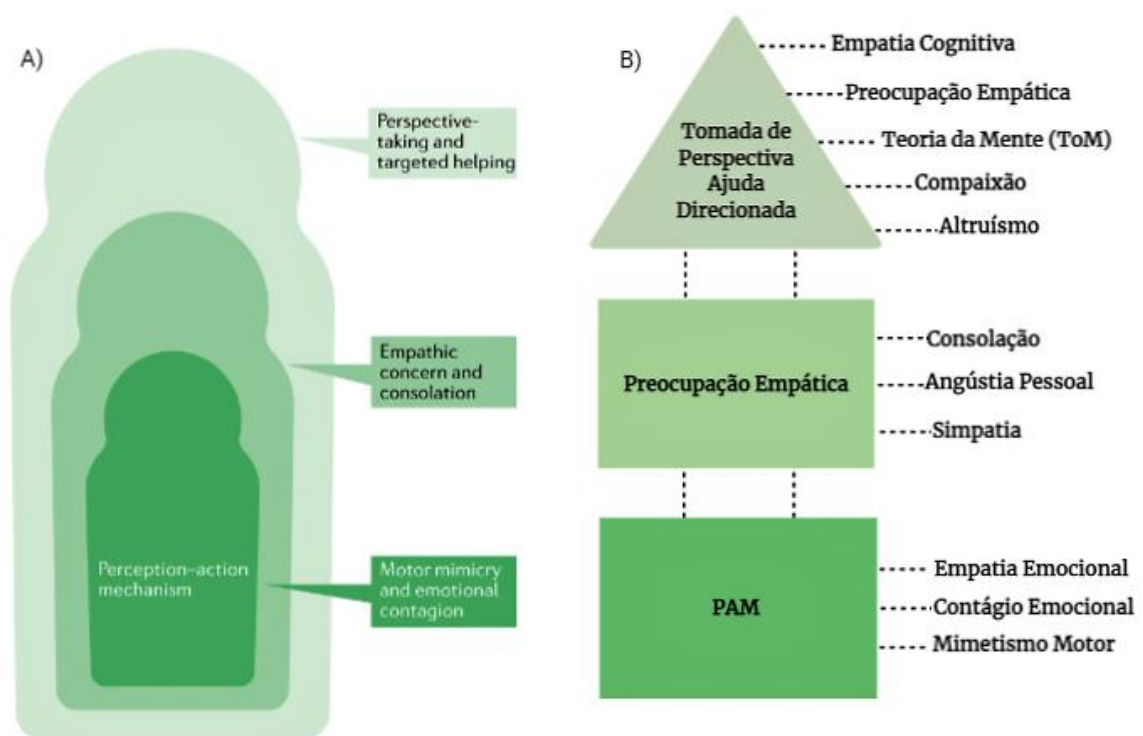 A)
Perspective-
taking and
targeted helping
Empathic
concern and
consolation
Perception–action
mechanism
Motor mimicry
and emotional
contagion
B)
Empatia Cognitiva
Preocupação Empática
Teoria da Mente (ToM)
Compaixão
Altruísmo
Tomada de
Perspectiva
Ajuda
Direcionada
Preocupação Empática
Consolação
Angústia Pessoal
Simpatia
PAM
Empatia Emocional
Contágio Emocional
Mimetismo Motor